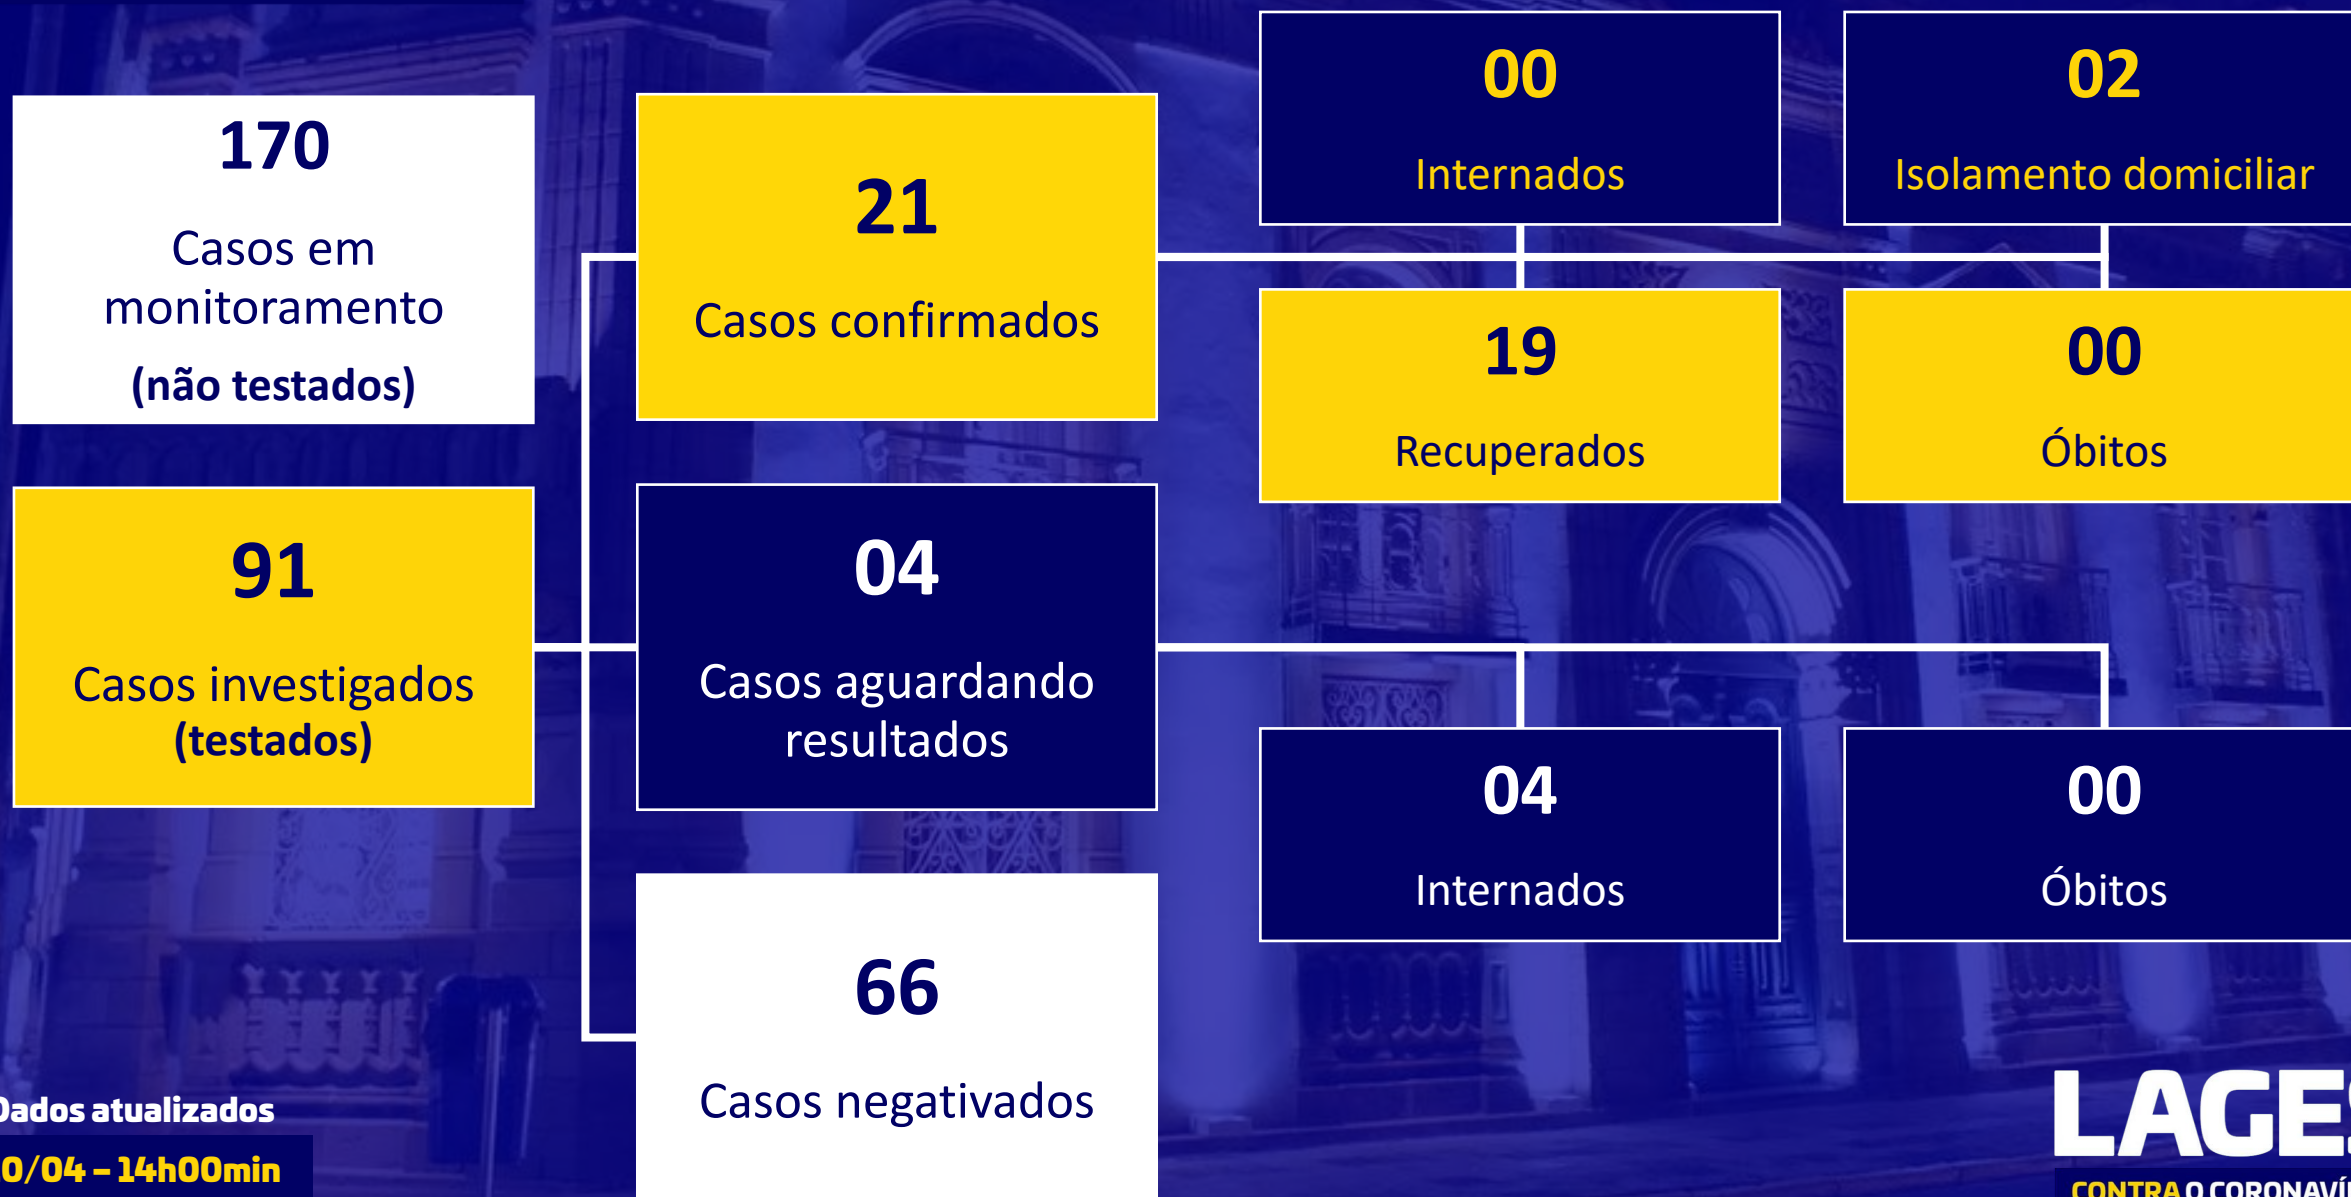 170
Casos em
monitoramento
(não testados)
91
Casos investigados
(testados)
21
Casos confirmados
04
Casos aguardando
resultados
66
Casos negativados
00
Internados
02
Isolamento domiciliar
19
Recuperados
00
Óbitos
04
Internados
00
Óbitos
Dados atualizados
0/04 – 14h00min
LAGES
CONTRA O CORONAVÍ